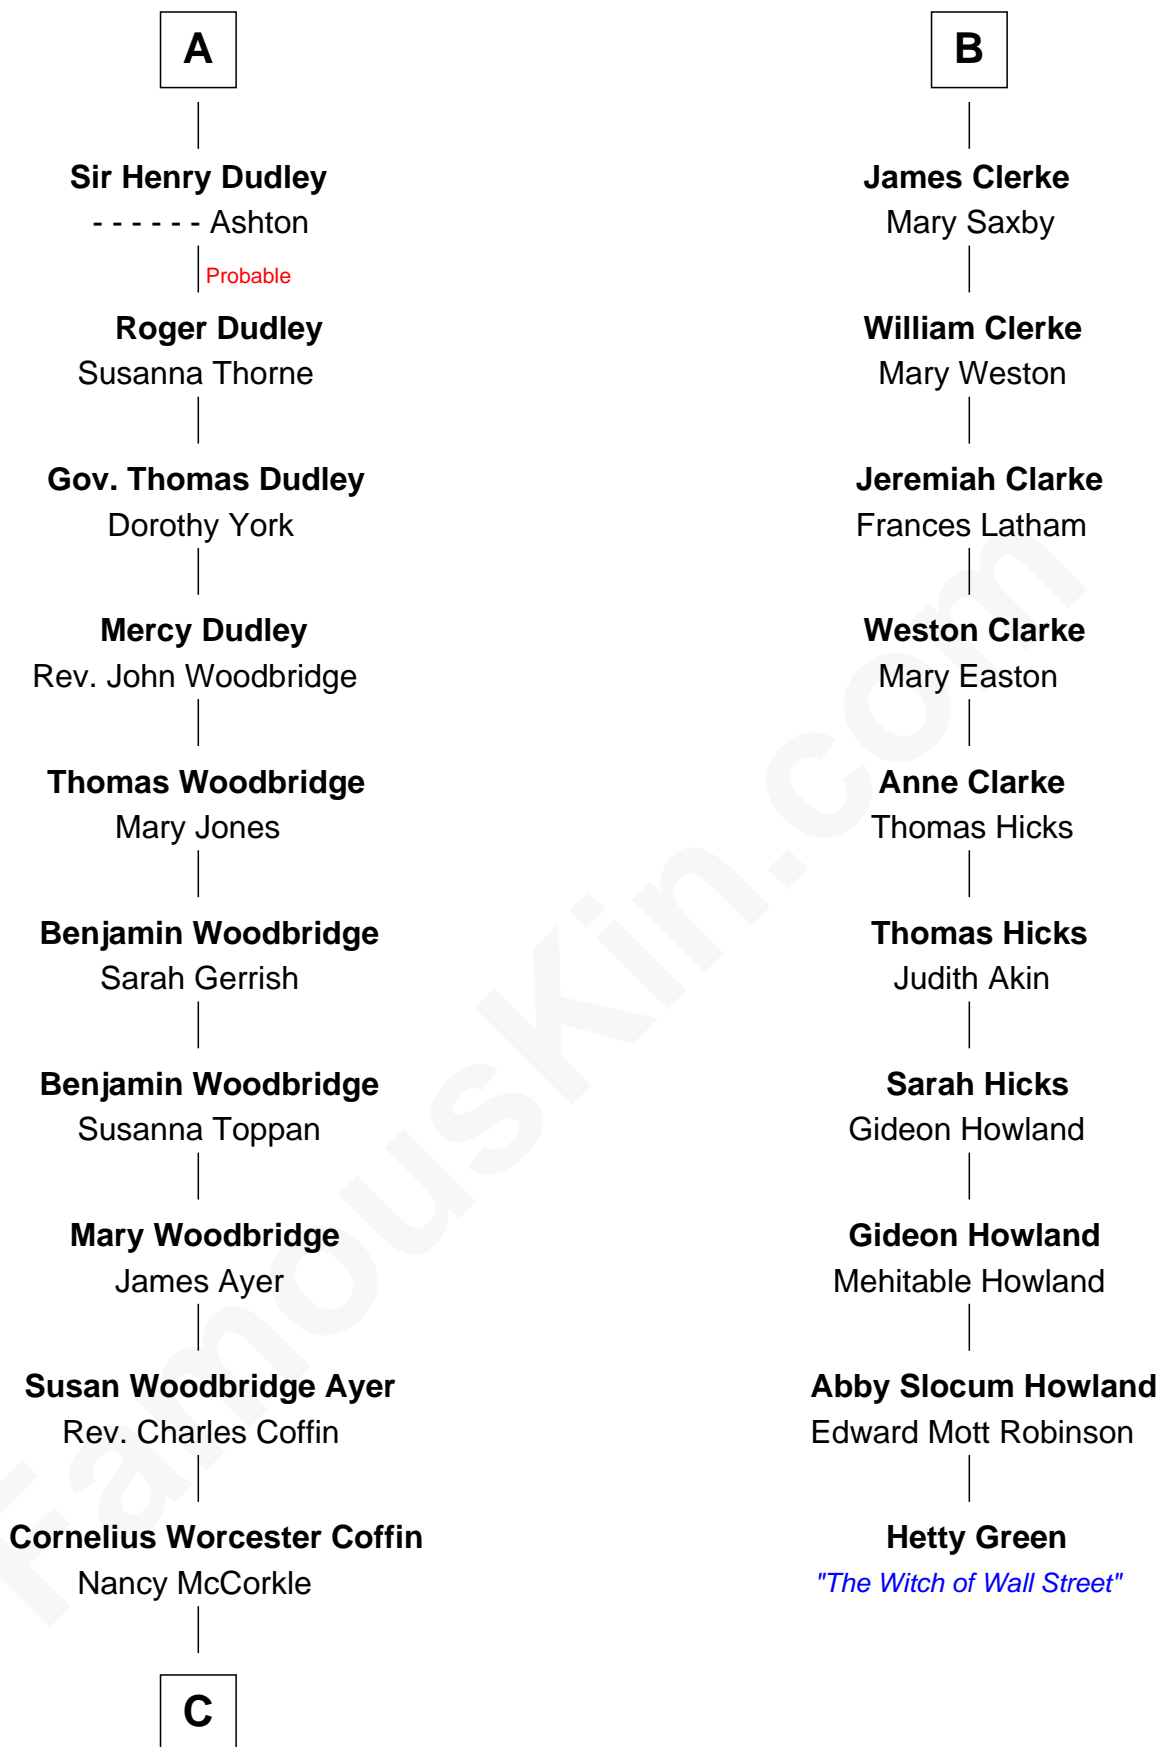 A
Sir Henry Dudley
- - - - - - Ashton
Probable
Roger Dudley
Susanna Thorne
Gov. Thomas Dudley
Dorothy York
Mercy Dudley
Rev. John Woodbridge
Thomas Woodbridge
Mary Jones
Benjamin Woodbridge
Sarah Gerrish
Benjamin Woodbridge
Susanna Toppan
Mary Woodbridge
James Ayer
Susan Woodbridge Ayer
Rev. Charles Coffin
Cornelius Worcester Coffin
Nancy McCorkle
C
B
James Clerke
Mary Saxby
William Clerke
Mary Weston
Jeremiah Clarke
Frances Latham
Weston Clarke
Mary Easton
Anne Clarke
Thomas Hicks
Thomas Hicks
Judith Akin
Sarah Hicks
Gideon Howland
Gideon Howland
Mehitable Howland
Abby Slocum Howland
Edward Mott Robinson
Hetty Green
"The Witch of Wall Street"
FamousKin.com